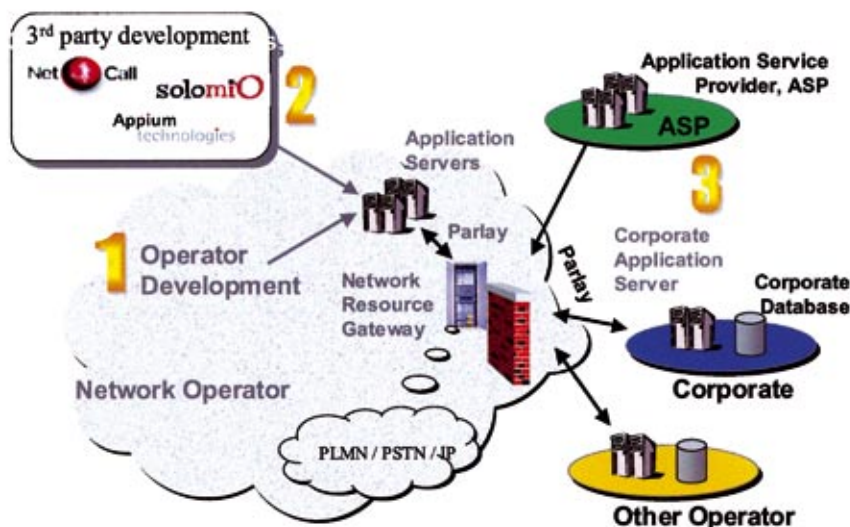 3rd party development
Net Call
solomio
Appium
technologies
2
Application
Servers
Application Service
Provider, ASP
ASP
3
1
Operator
Development
Parlay
Network
Resource
Gateway
Parlay
Corporate
Application
Server
Corporate
Database
Corporate
Network Operator
PLMN / PSTN / IP
Other Operator